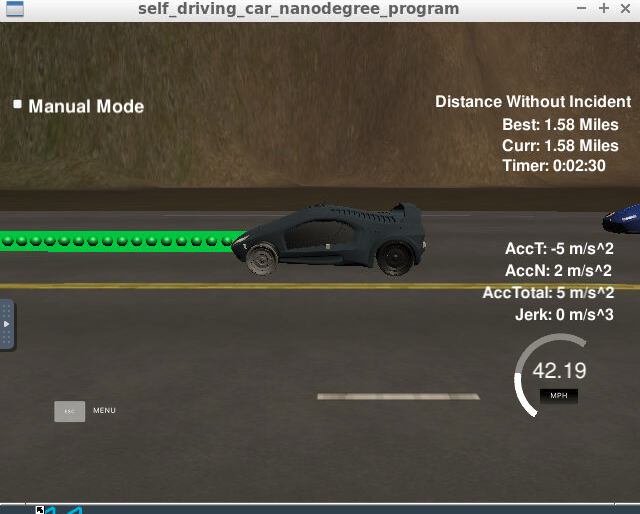 self_driving_car_nanodegree_program
Manual Mode
Distance Without Incident
Best: 1.58 Miles
Curr: 1.58 Miles
Timer: 0:02:30
AccT: -5 m/s^2
AccN: 2 m/s^2
AccTotal: 5 m/s^2
Jerk: 0 m/s^3
42.19
MPH
ESC
MENU